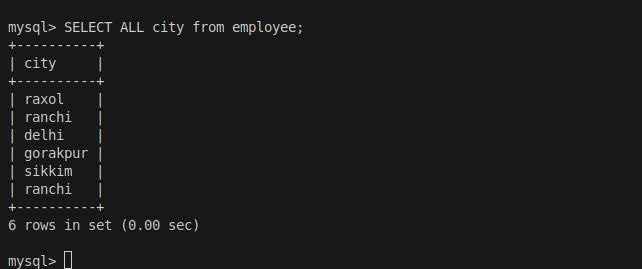 mysql> SELECT ALL city from employee;
+----------+
| city     |
+----------+
| raxol    |
| ranchi   |
| delhi    |
| gorakpur |
| sikkim   |
| ranchi   |
+----------+
6 rows in set (0.00 sec)
mysql>